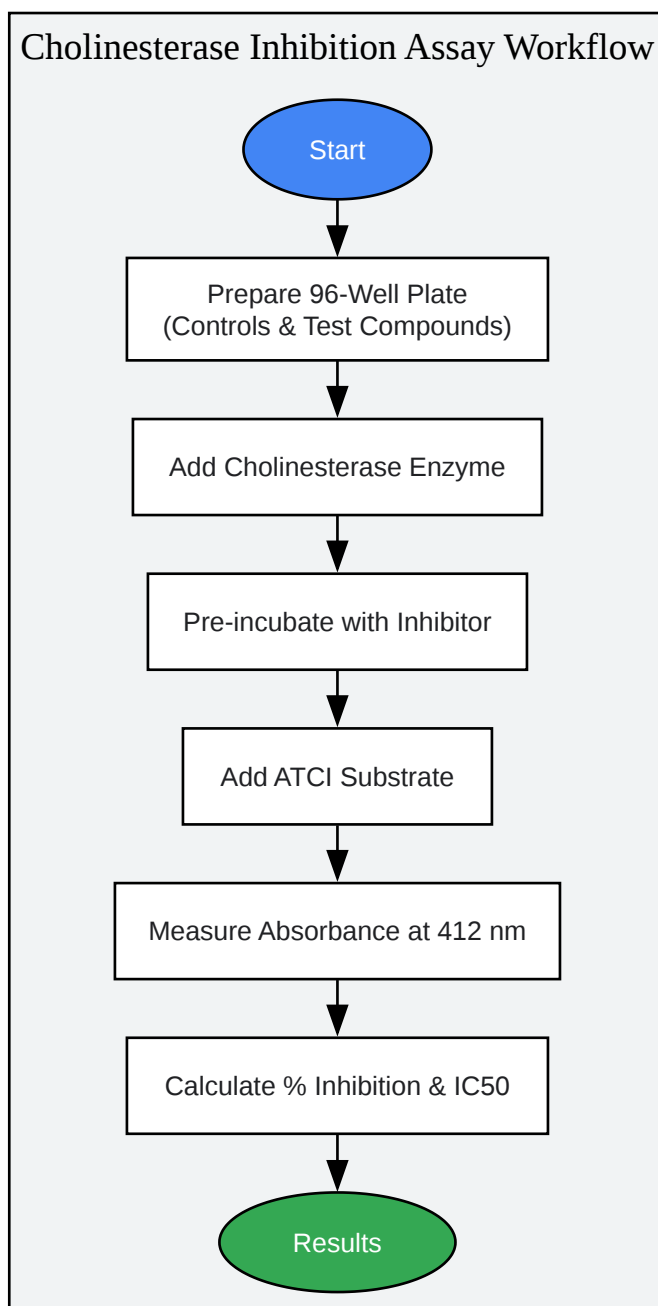 Cholinesterase Inhibition Assay Workflow
Start
Prepare 96-Well Plate
(Controls & Test Compounds)
Add Cholinesterase Enzyme
Pre-incubate with Inhibitor
Add ATCI Substrate
Measure Absorbance at 412 nm
Calculate % Inhibition & IC50
Results